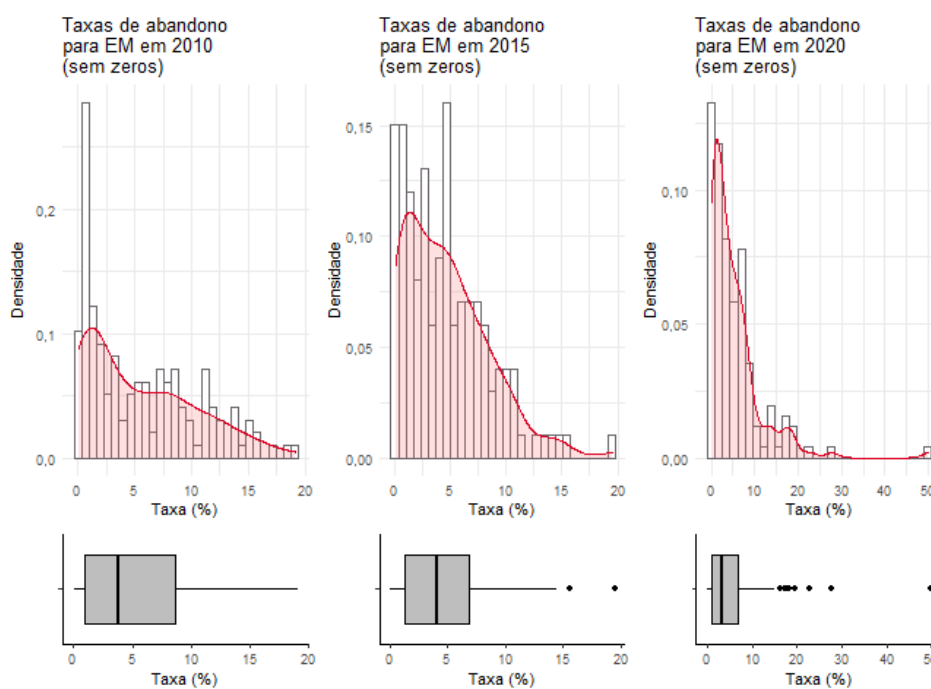 Taxas de abandono
para EM em 2010
(sem zeros)
Densidade
0,2
0,1
0,0
0 5 10 15 20
Taxa (%)
0 5 10 15 20
Taxa (%)
Taxas de abandono
para EM em 2015
(sem zeros)
Densidade
0,15
0,10
0,05
0,00
0 5 10 15 20
Taxa (%)
0 5 10 15 20
Taxa (%)
Taxas de abandono
para EM em 2020
(sem zeros)
Densidade
0,10
0,05
0,00
0 10 20 30 40 50
Taxa (%)
0 10 20 30 40 50
Taxa (%)